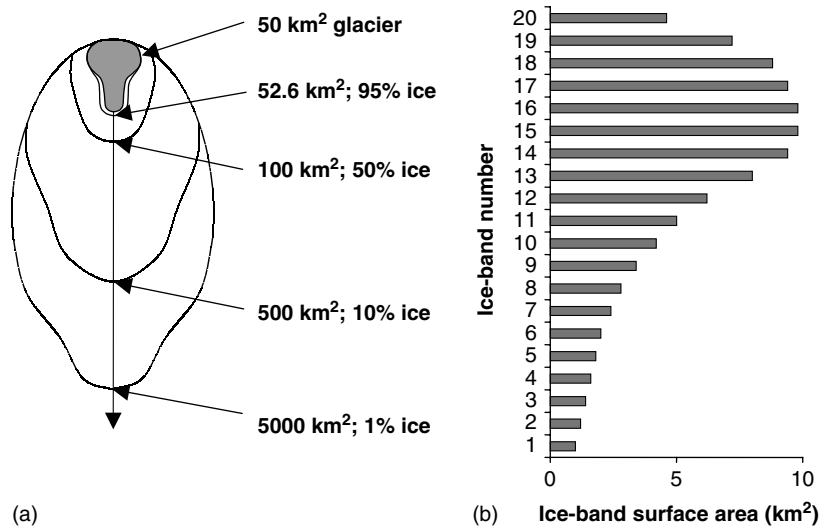 50 km² glacier
52.6 km²; 95% ice
100 km²; 50% ice
500 km²; 10% ice
5000 km²; 1% ice
(a)
Ice-band number
20
19
18
17
16
15
14
13
12
11
10
9
8
7
6
5
4
3
2
1
0 5 10
(b) Ice-band surface area (km²)